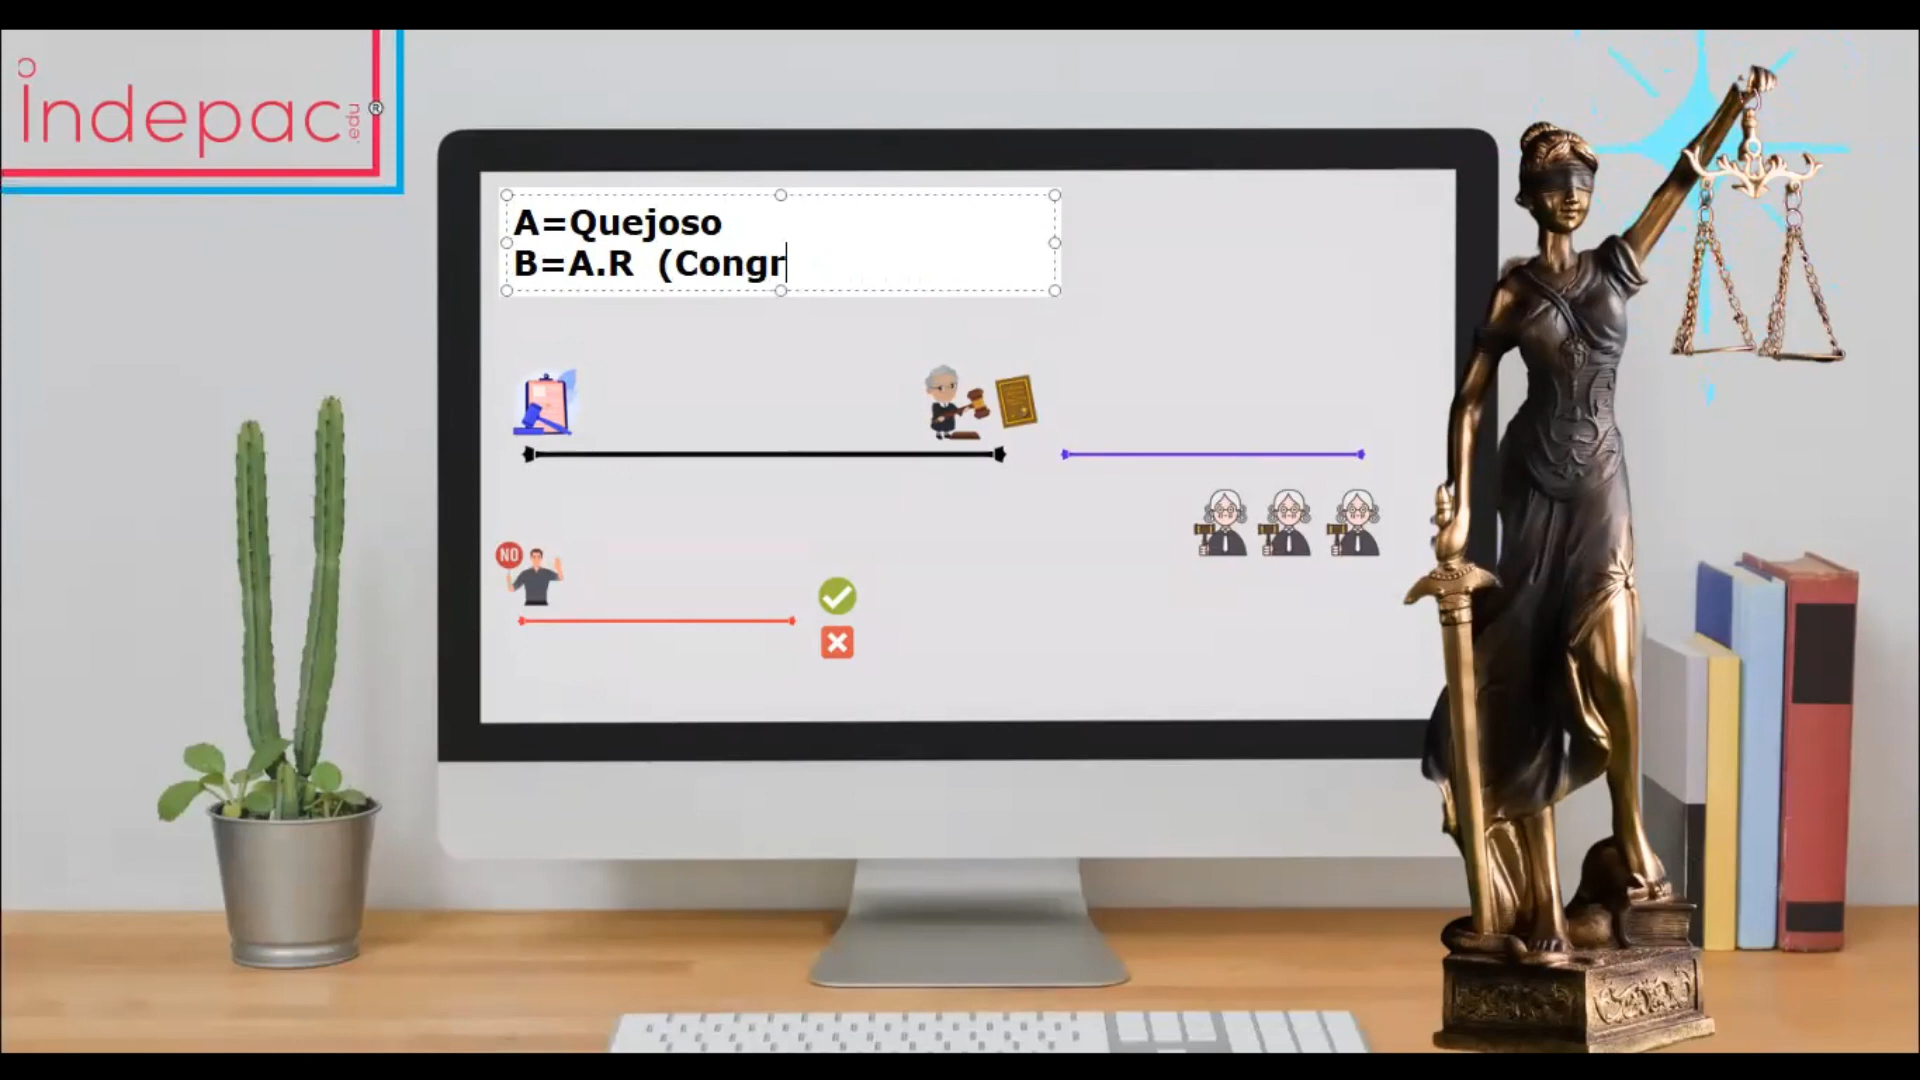 Indepac
.edu
®
A=Quejoso
B=A.R (Congr
NO